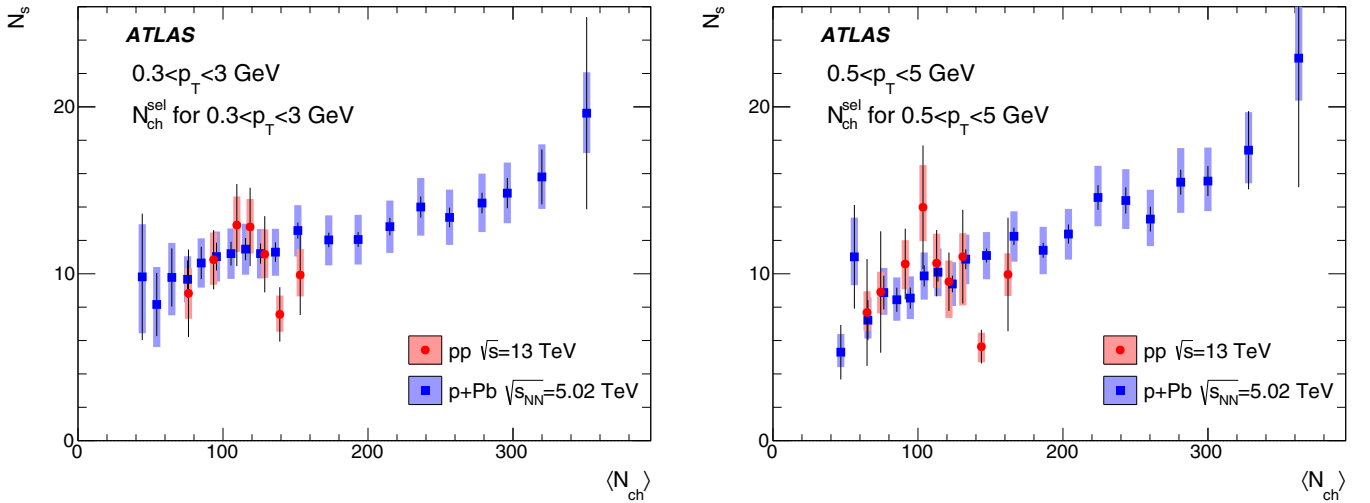 N_s
ATLAS
0.3<p_T<3 GeV
N_ch^sel for 0.3<p_T<3 GeV
20
10
0
pp √s=13 TeV
p+Pb √s_NN=5.02 TeV
0 100 200 300
⟨N_ch⟩
N_s
ATLAS
0.5<p_T<5 GeV
N_ch^sel for 0.5<p_T<5 GeV
20
10
0
pp √s=13 TeV
p+Pb √s_NN=5.02 TeV
0 100 200 300
⟨N_ch⟩